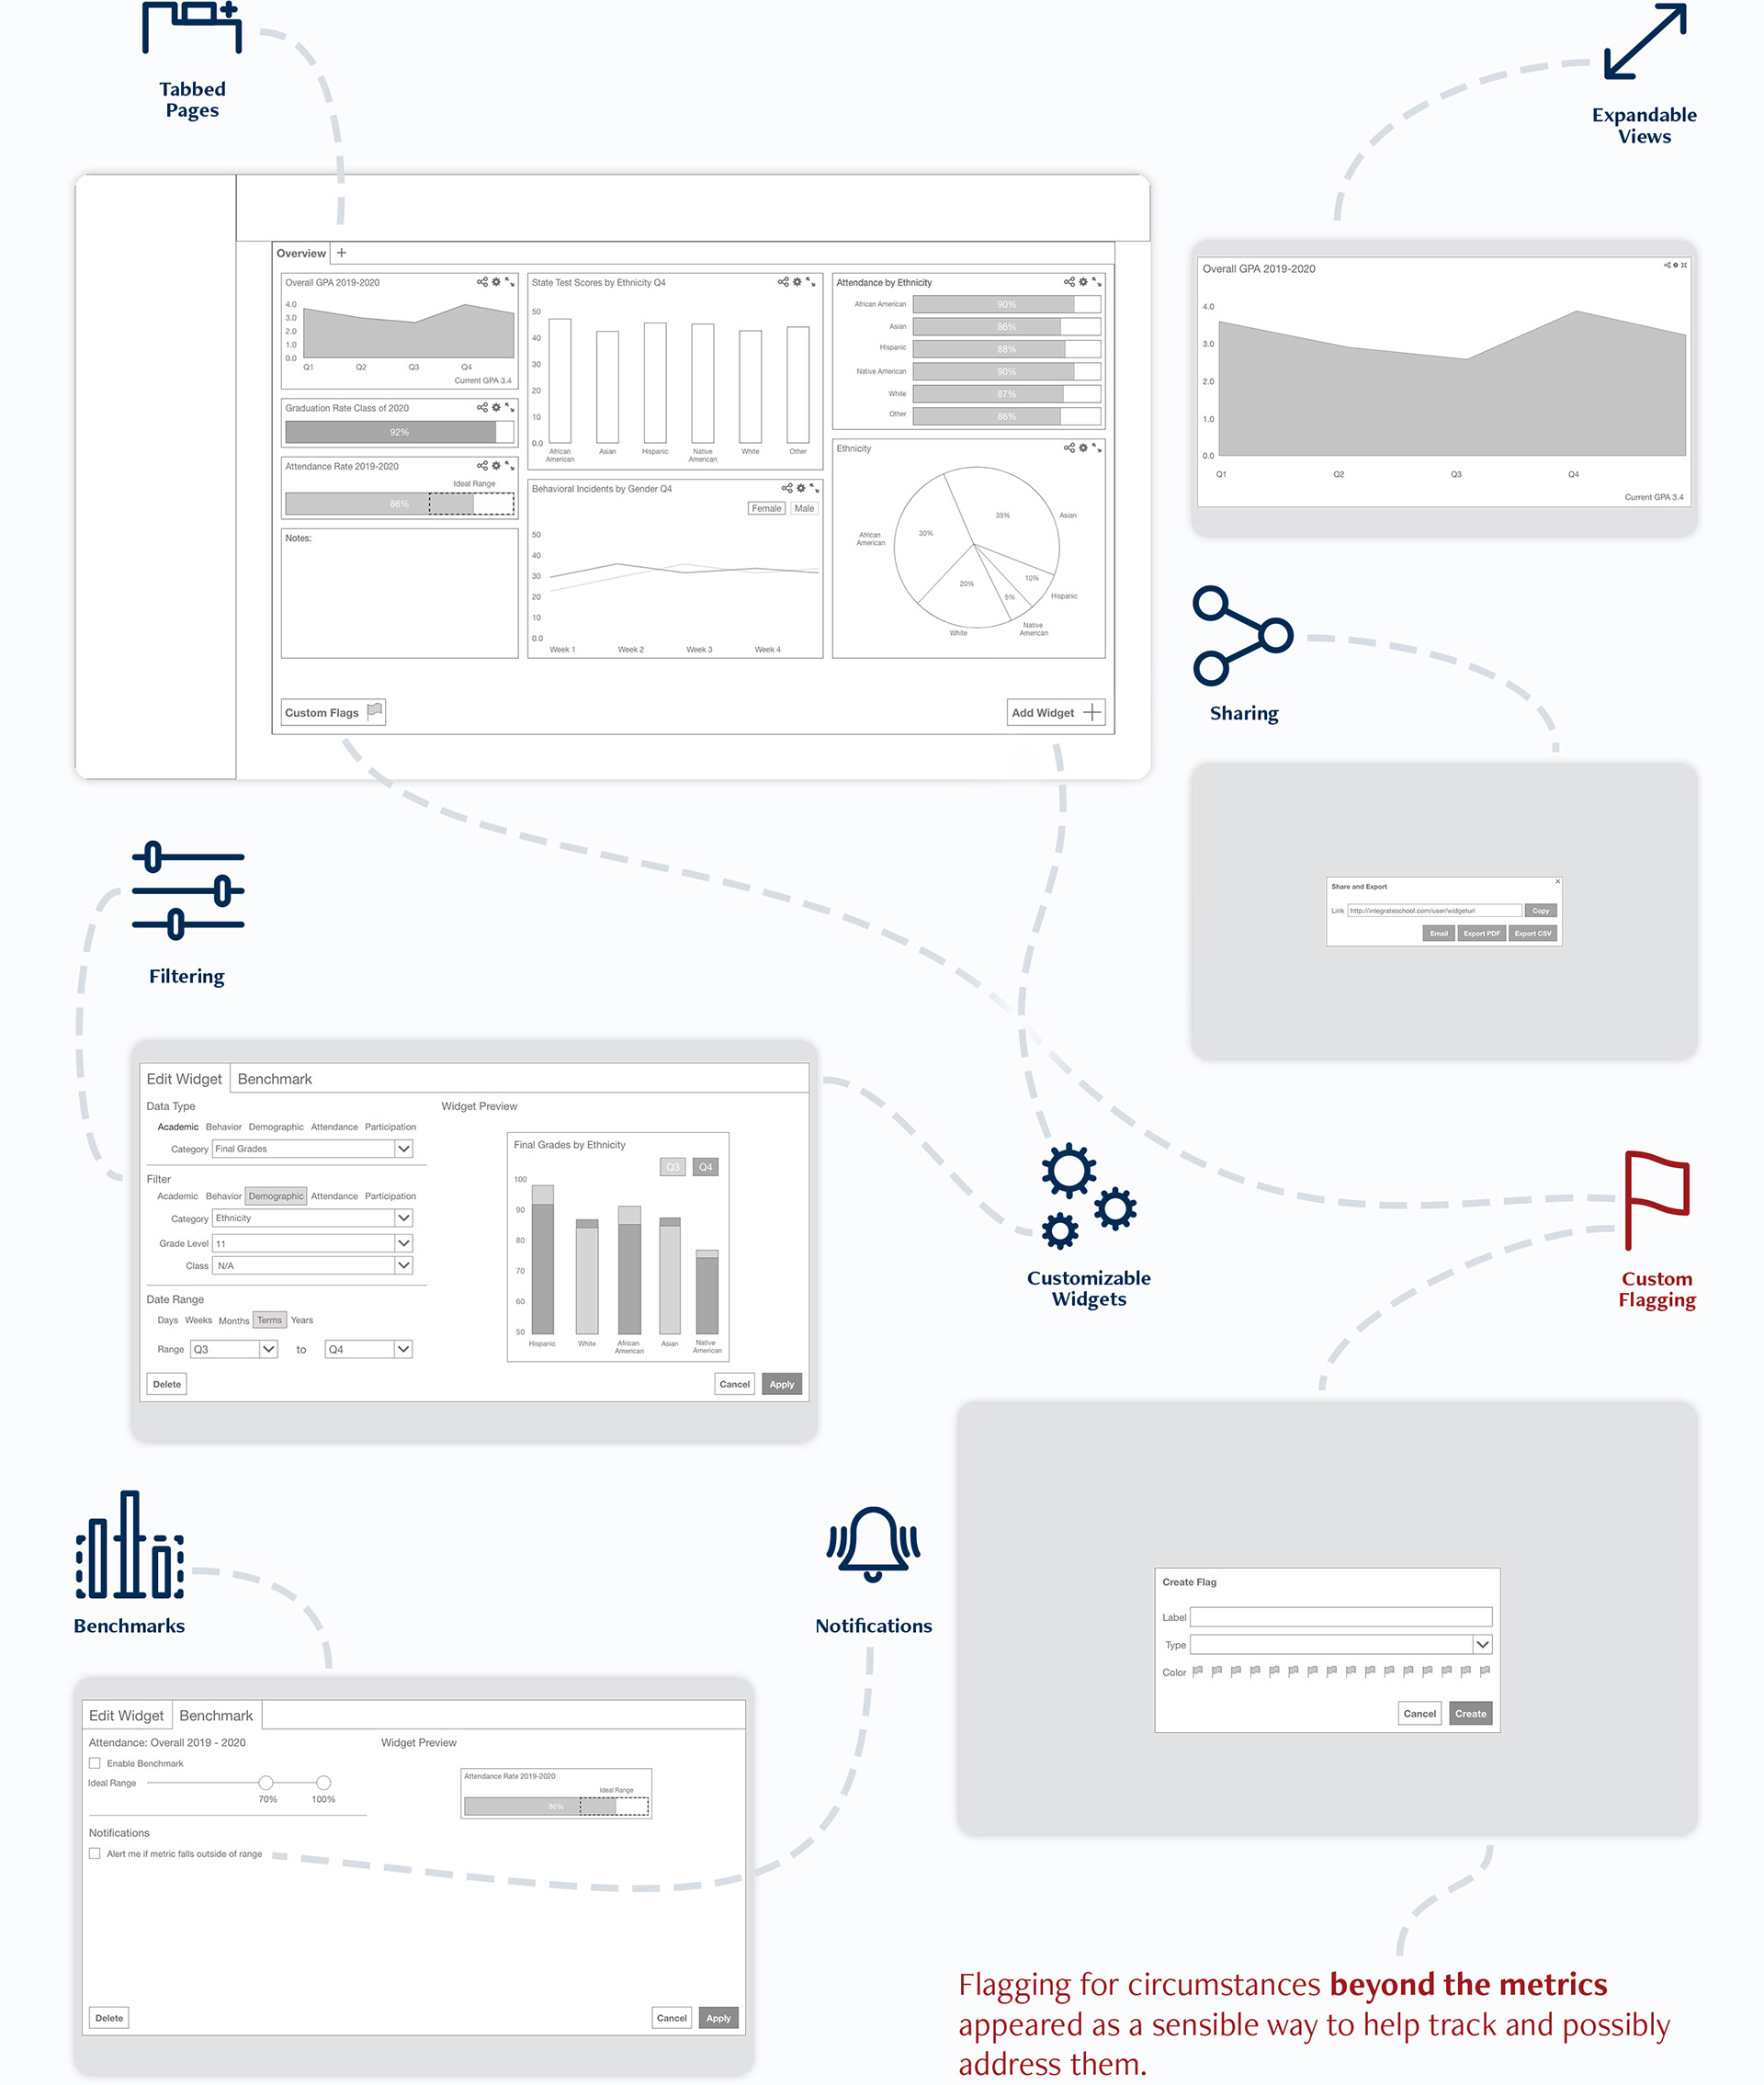 Tabbed
Pages
Expandable
Views
Overview +
Overall GPA 2019-2020
4.0
3.0
2.0
1.0
0.0
Q1 Q2 Q3 Q4
Current GPA 3.4
Graduation Rate Class of 2020
92%
Attendance Rate 2019-2020
Ideal Range
86%
Notes:
State Test Scores by Ethnicity Q4
50
40
30
20
10
0.0
African American Asian Hispanic Native American White Other
Behavioral Incidents by Gender Q4
Female Male
50
40
30
20
10
0.0
Week 1 Week 2 Week 3 Week 4
Attendance by Ethnicity
African American 90%
Asian 86%
Hispanic 88%
Native American 90%
White 87%
Other 86%
Ethnicity
35% Asian
African American 30%
10% Hispanic
20% White
5% Native American
Custom Flags
Add Widget
Overall GPA 2019-2020
4.0
3.0
2.0
1.0
0.0
Q1 Q2 Q3 Q4
Current GPA 3.4
Sharing
Share and Export
Link http://integrateschool.com/user/widgeturl Copy
Email Export PDF Export CSV
Filtering
Edit Widget Benchmark
Data Type
Academic Behavior Demographic Attendance Participation
Category Final Grades
Filter
Academic Behavior Demographic Attendance Participation
Category Ethnicity
Grade Level 11
Class N/A
Date Range
Days Weeks Months Terms Years
Range Q3 to Q4
Delete
Widget Preview
Final Grades by Ethnicity
Q3 Q4
100
90
80
70
60
50
Hispanic White African American Asian Native American
Cancel Apply
Customizable
Widgets
Custom
Flagging
Benchmarks
Notifications
Create Flag
Label
Type
Color
Cancel Create
Edit Widget Benchmark
Attendance: Overall 2019 - 2020
Enable Benchmark
Ideal Range
70% 100%
Notifications
Alert me if metric falls outside of range
Widget Preview
Attendance Rate 2019-2020
Ideal Range
86%
Delete
Cancel Apply
Flagging for circumstances beyond the metrics
appeared as a sensible way to help track and possibly
address them.